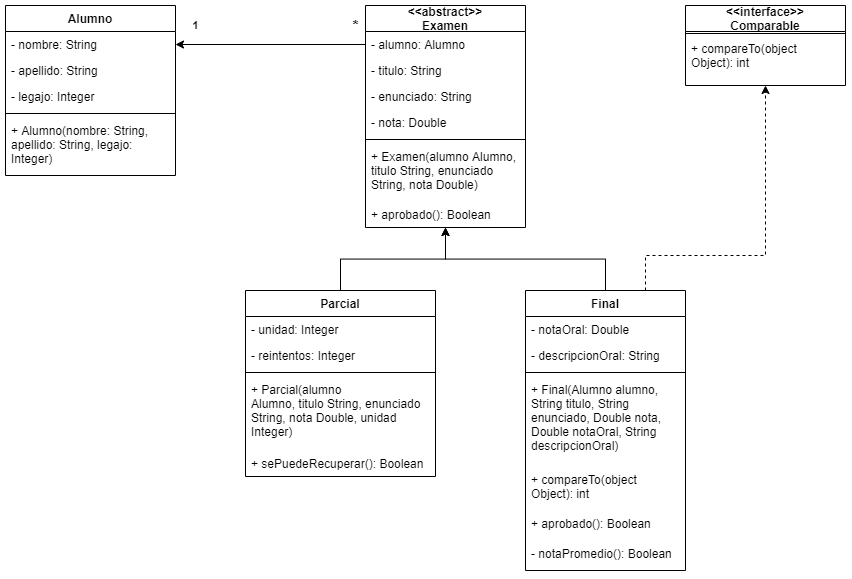 Alumno
- nombre: String
- apellido: String
- legajo: Integer
+ Alumno(nombre: String,
apellido: String, legajo:
Integer)
1
*
<<abstract>>
Examen
- alumno: Alumno
- titulo: String
- enunciado: String
- nota: Double
+ Examen(alumno Alumno,
titulo String, enunciado
String, nota Double)
+ aprobado(): Boolean
<<interface>>
Comparable
+ compareTo(object
Object): int
Parcial
- unidad: Integer
- reintentos: Integer
+ Parcial(alumno
Alumno, titulo String, enunciado
String, nota Double, unidad
Integer)
+ sePuedeRecuperar(): Boolean
Final
- notaOral: Double
- descripcionOral: String
+ Final(Alumno alumno,
String titulo, String
enunciado, Double nota,
Double notaOral, String
descripcionOral)
+ compareTo(object
Object): int
+ aprobado(): Boolean
- notaPromedio(): Boolean